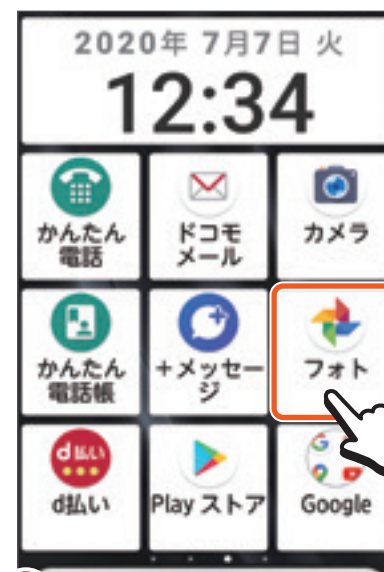 2020年 7月7日 火
12:34
かんたん
電話
ドコモ
メール
カメラ
かんたん
電話帳
+メッセー
ジ
フォト
d払い
d払い
Play ストア
Google